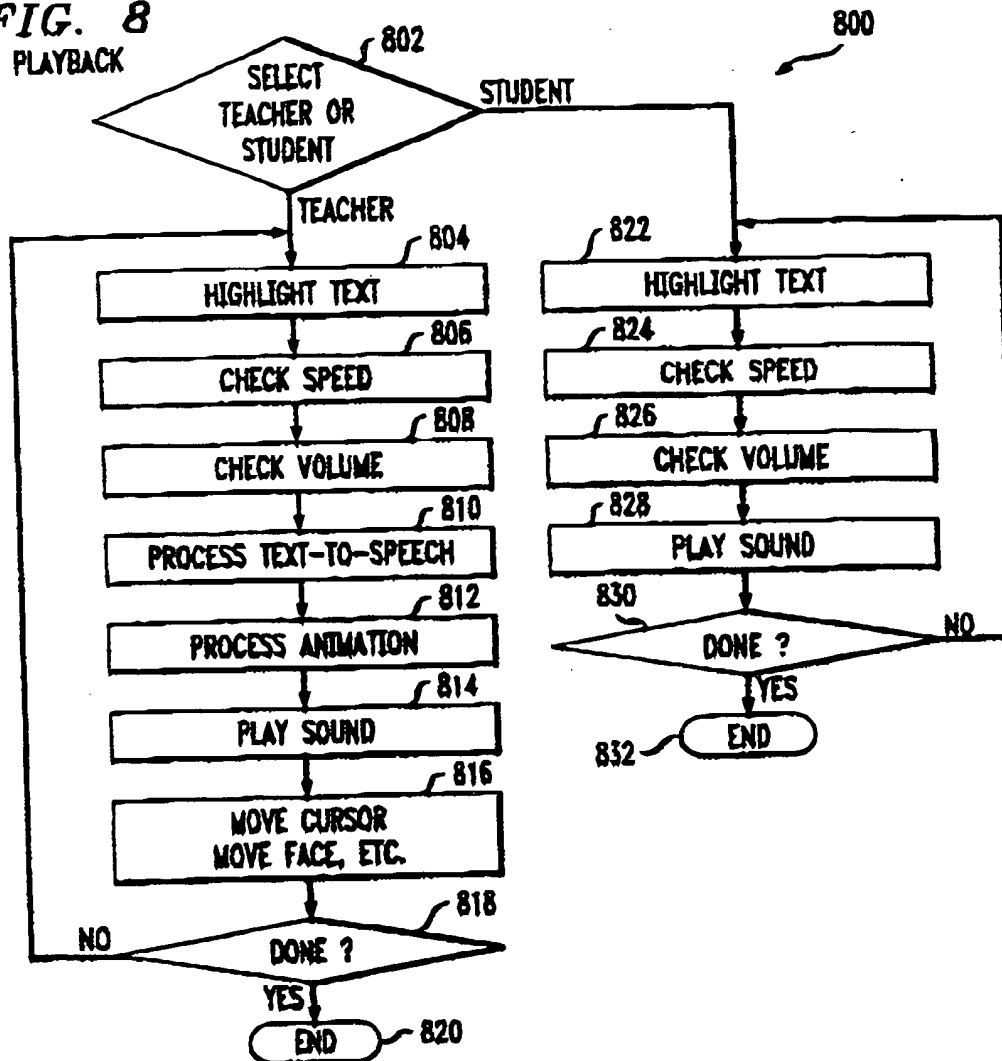 FIG. 8
PLAYBACK
800
802
SELECT
TEACHER OR
STUDENT
STUDENT
TEACHER
804
HIGHLIGHT TEXT
806
CHECK SPEED
808
CHECK VOLUME
810
PROCESS TEXT-TO-SPEECH
812
PROCESS ANIMATION
814
PLAY SOUND
816
MOVE CURSOR
MOVE FACE, ETC.
818
DONE ?
NO
YES
END
820
822
HIGHLIGHT TEXT
824
CHECK SPEED
826
CHECK VOLUME
828
PLAY SOUND
830
DONE ?
NO
YES
END
832